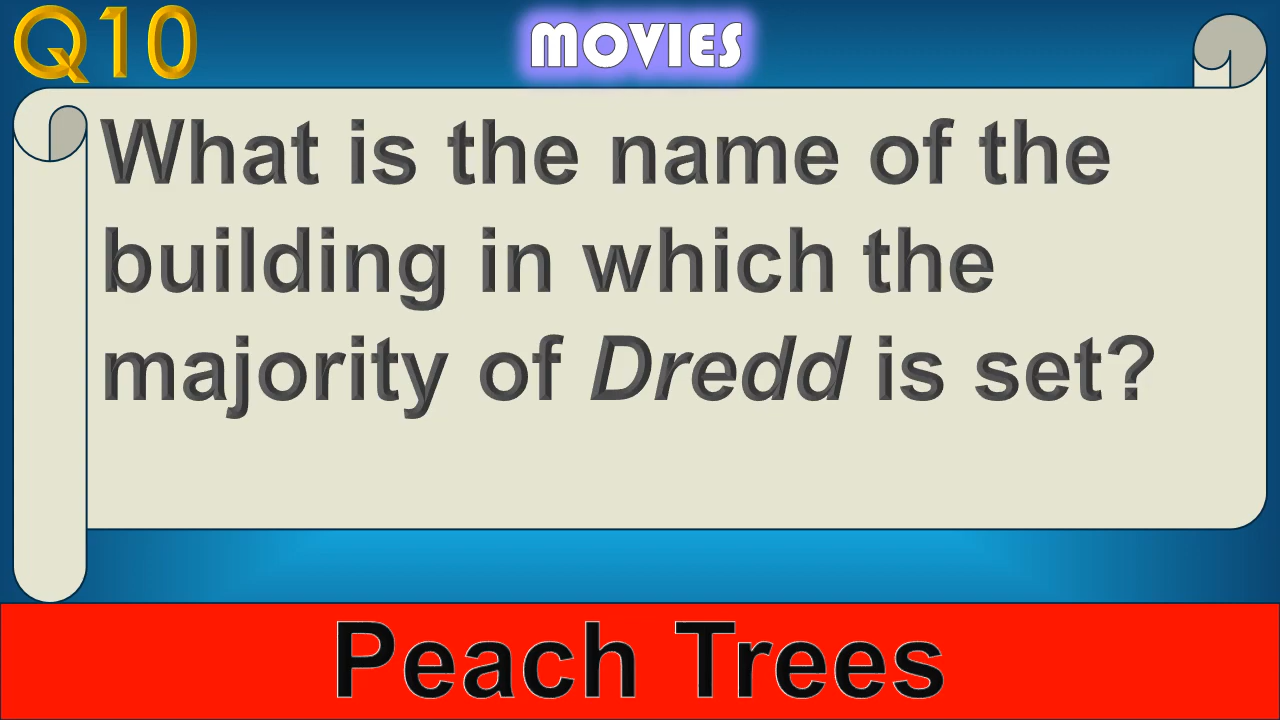 Q10
MOVIES
What is the name of the
building in which the
majority of Dredd is set?
Peach Trees